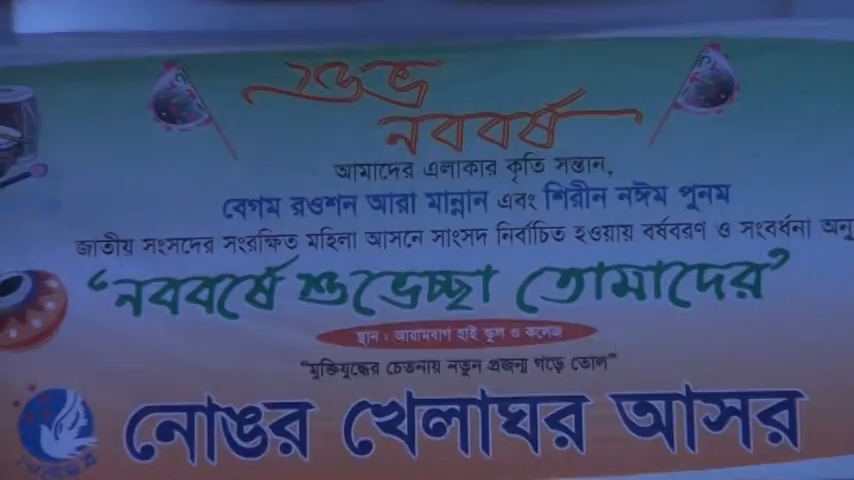 শুভ
নববর্ষ
আমাদের এলাকার কৃতি সন্তান,
বেগম রওশন আরা মান্নান এবং শিরীন নঈম পুনম
জাতীয় সংসদের সংরক্ষিত মহিলা আসনে সাংসদ নির্বাচিত হওয়ায় বর্ষবরণ ও সংবর্ধনা
‘নববর্ষে শুভেচ্ছা তোমাদের’
স্থান : আরামবাগ হাই স্কুল ও কলেজ
“মুক্তিযুদ্ধের চেতনায় নতুন প্রজন্ম গড়ে তোল”
নোঙর খেলাঘর আসর